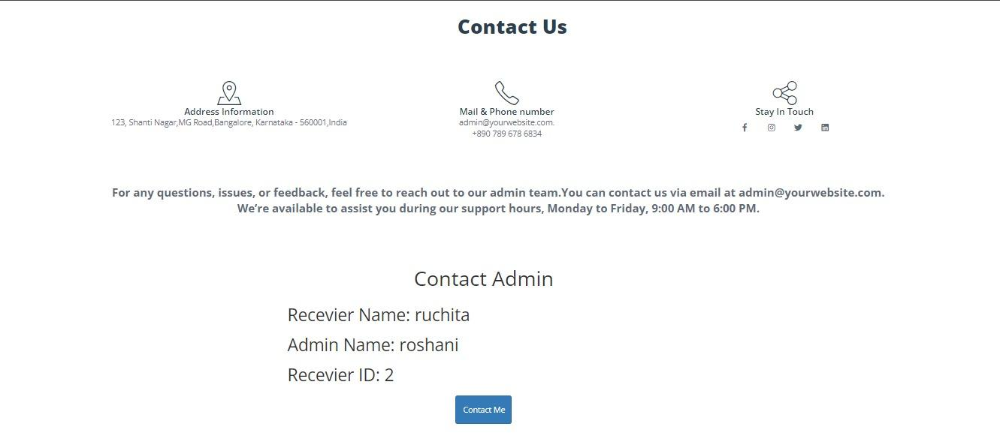 Contact Us
Address Information
123, Shanti Nagar,MG Road,Bangalore, Karnataka - 560001,India
Mail & Phone number
admin@yourwebsite.com.
+890 789 678 6834
Stay In Touch
For any questions, issues, or feedback, feel free to reach out to our admin team.You can contact us via email at admin@yourwebsite.com.
We’re available to assist you during our support hours, Monday to Friday, 9:00 AM to 6:00 PM.
Contact Admin
Recevier Name: ruchita
Admin Name: roshani
Recevier ID: 2
Contact Me